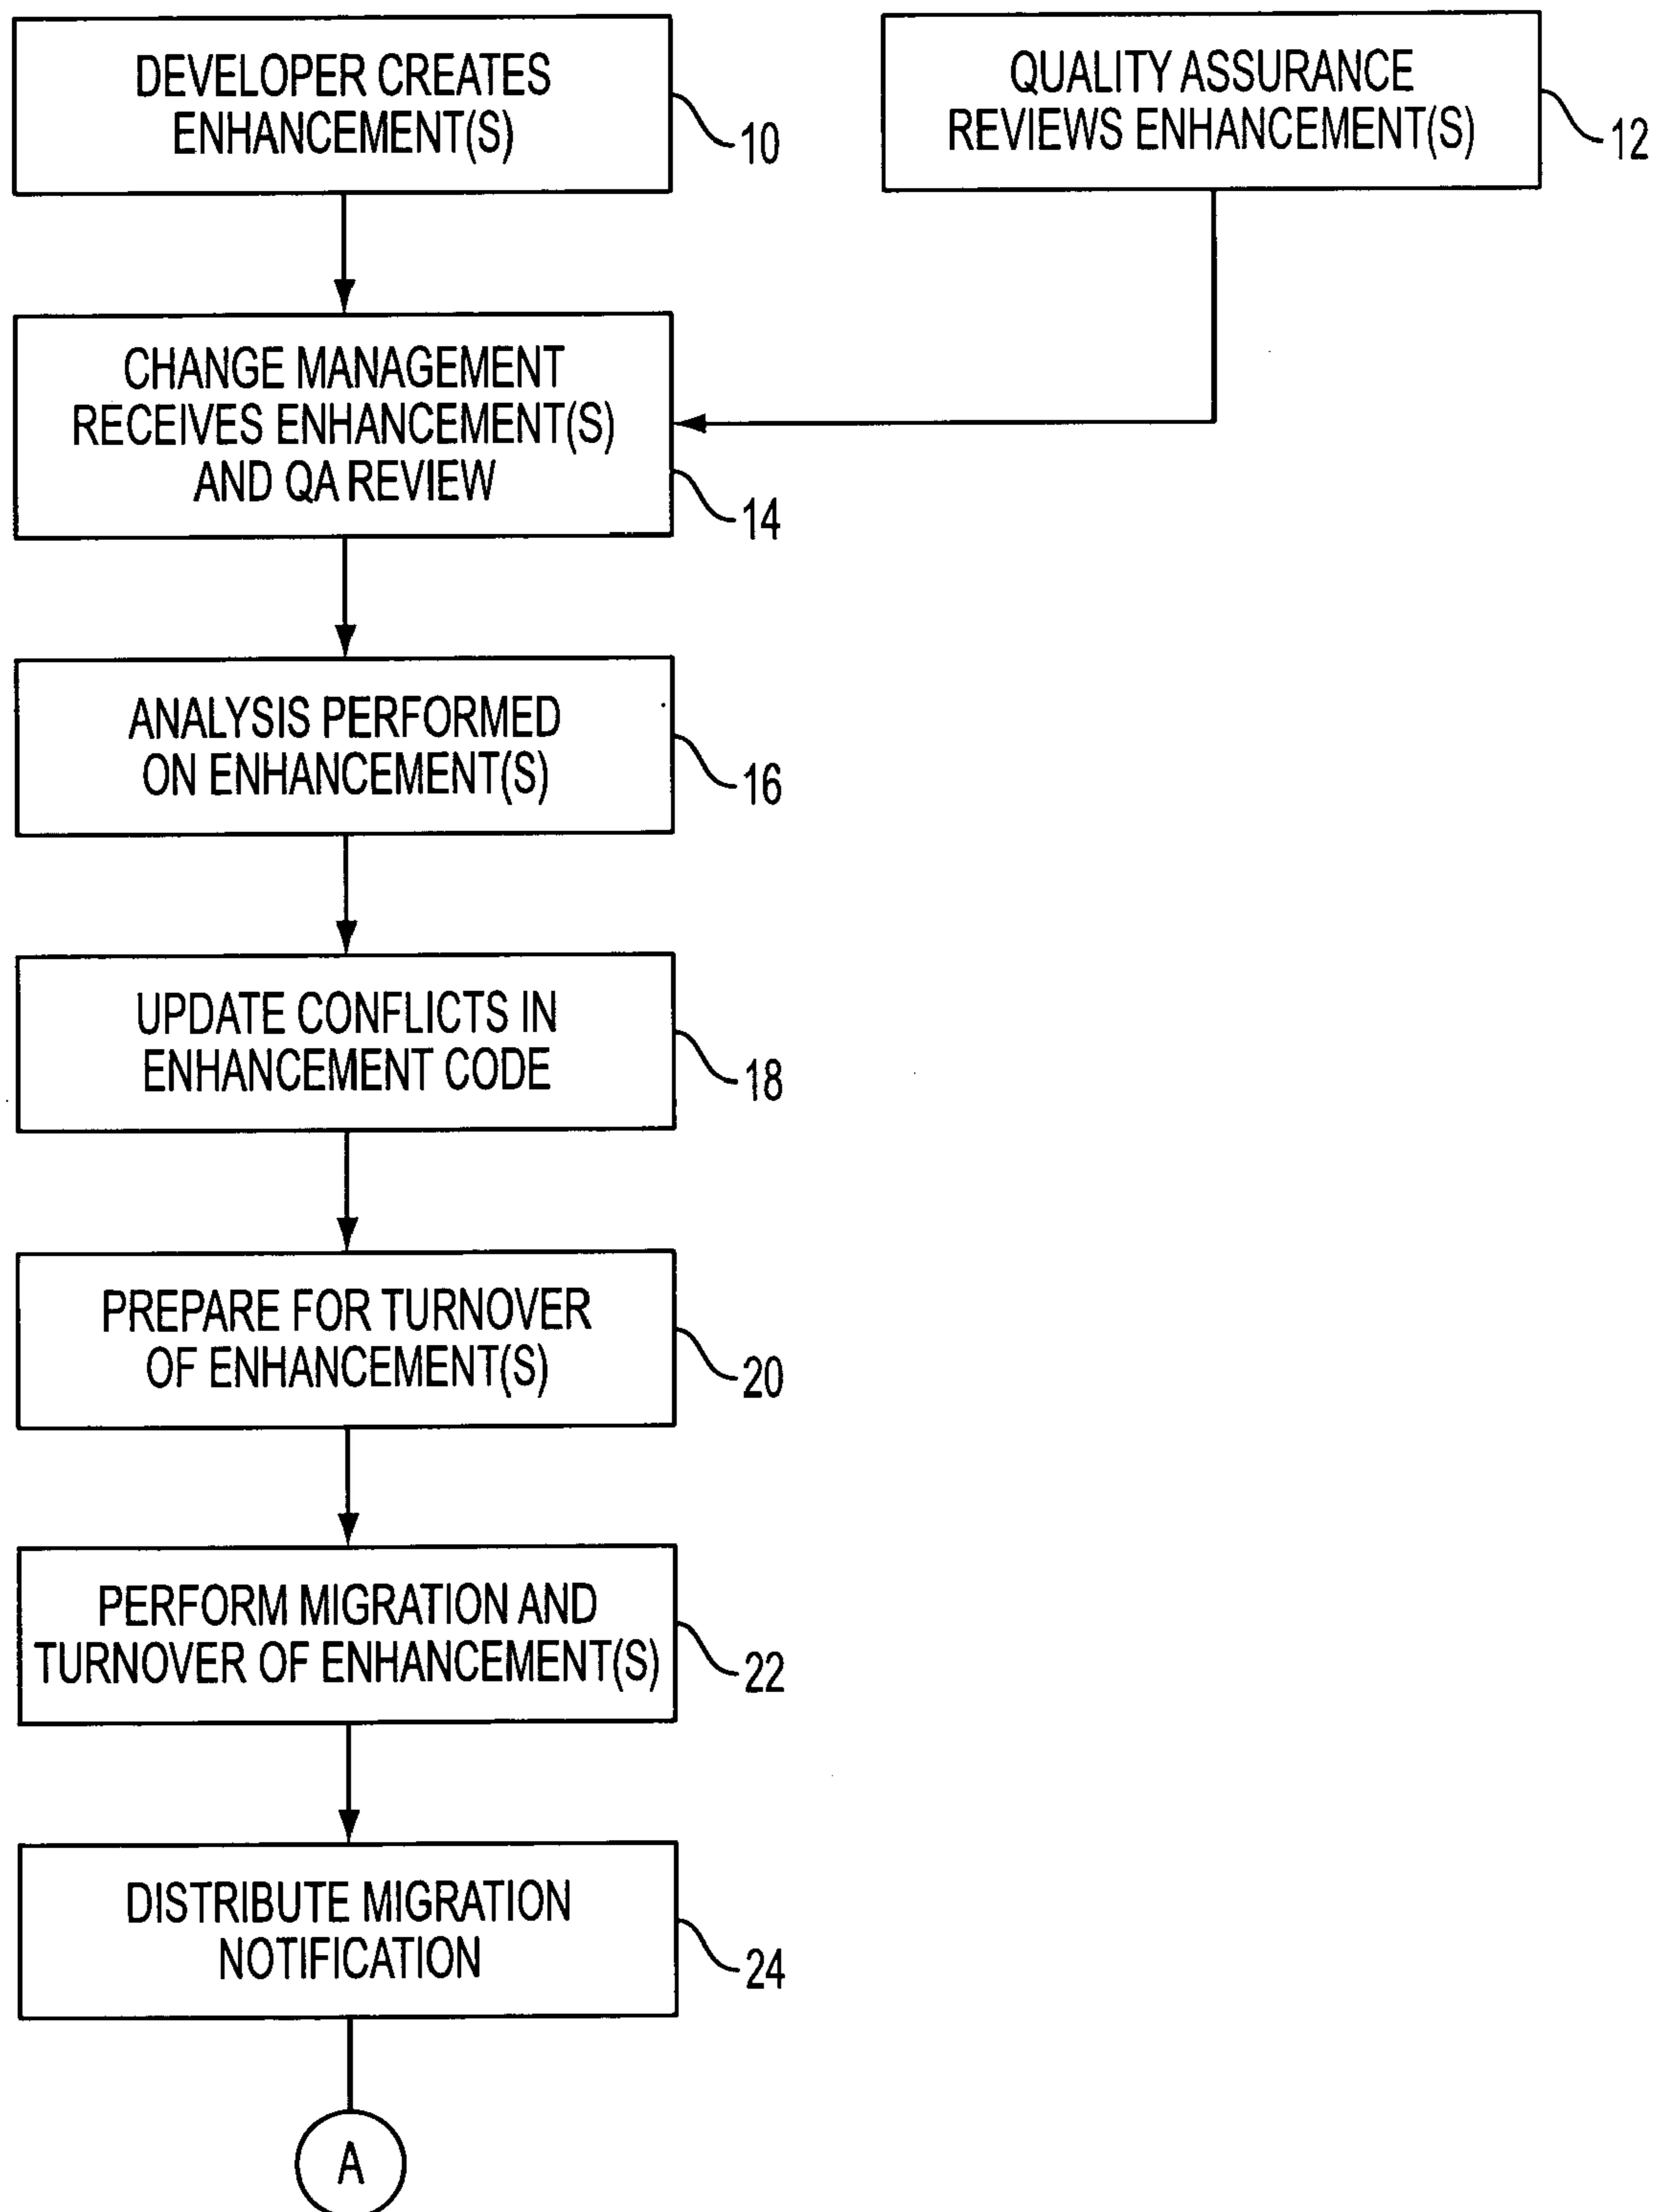 DEVELOPER CREATES
ENHANCEMENT(S)
10
QUALITY ASSURANCE
REVIEWS ENHANCEMENT(S)
12
CHANGE MANAGEMENT
RECEIVES ENHANCEMENT(S)
AND QA REVIEW
14
ANALYSIS PERFORMED
ON ENHANCEMENT(S)
16
UPDATE CONFLICTS IN
ENHANCEMENT CODE
18
PREPARE FOR TURNOVER
OF ENHANCEMENT(S)
20
PERFORM MIGRATION AND
TURNOVER OF ENHANCEMENT(S)
22
DISTRIBUTE MIGRATION
NOTIFICATION
24
A